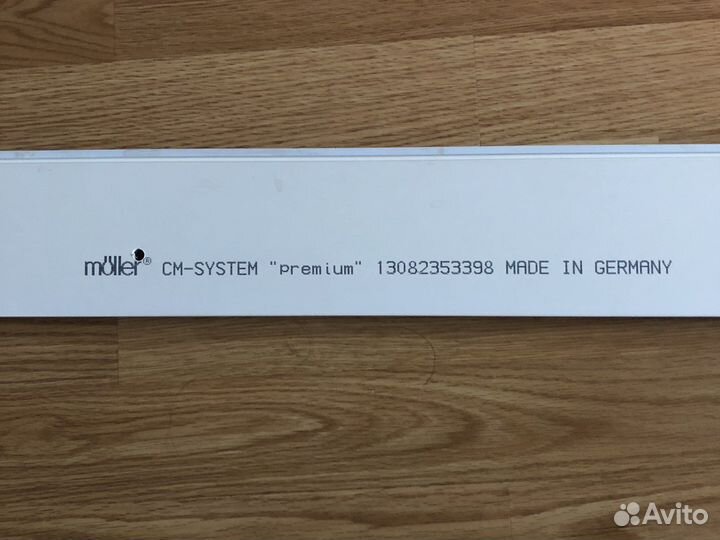 möller® CM-SYSTEM "premium" 13082353398 MADE IN GERMANY
Avito